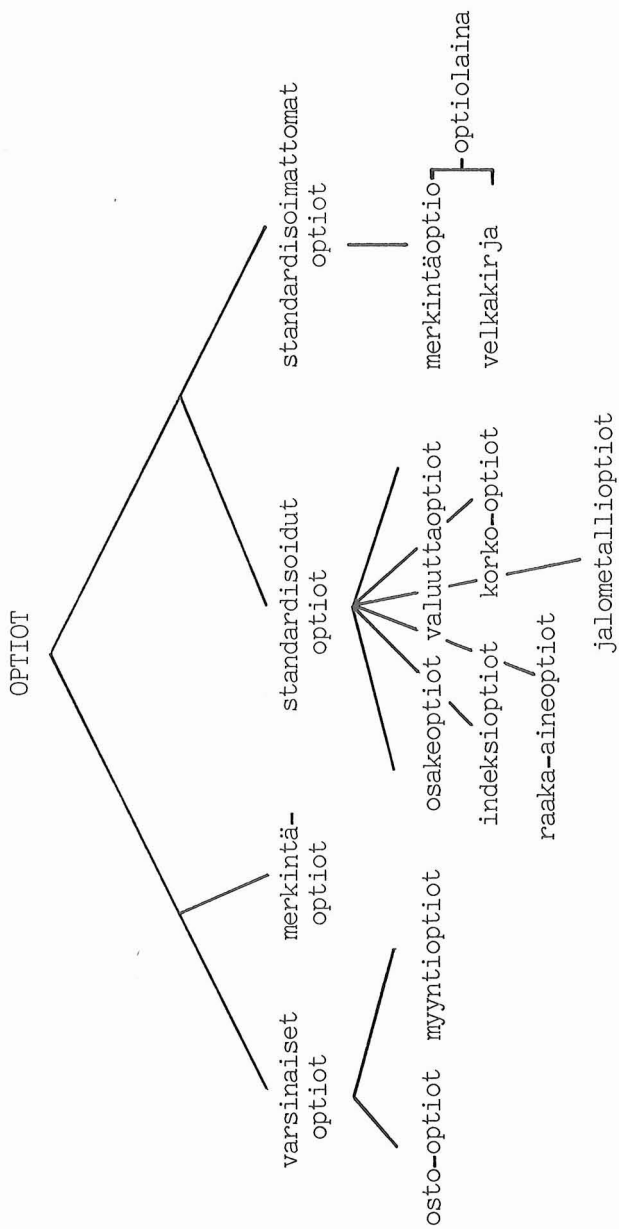 OPTIOT
varsinaiset
optiot
merkintä-
optiot
standardisoidut
optiot
standardisoimattomat
optiot
osto-optiot
myyntioptiot
osakeoptiot
valuuttaoptiot
merkintäoptio
optiolaina
indeksioptiot
korko-optiot
velkakirja
raaka-aineoptiot
jalometallioptiot